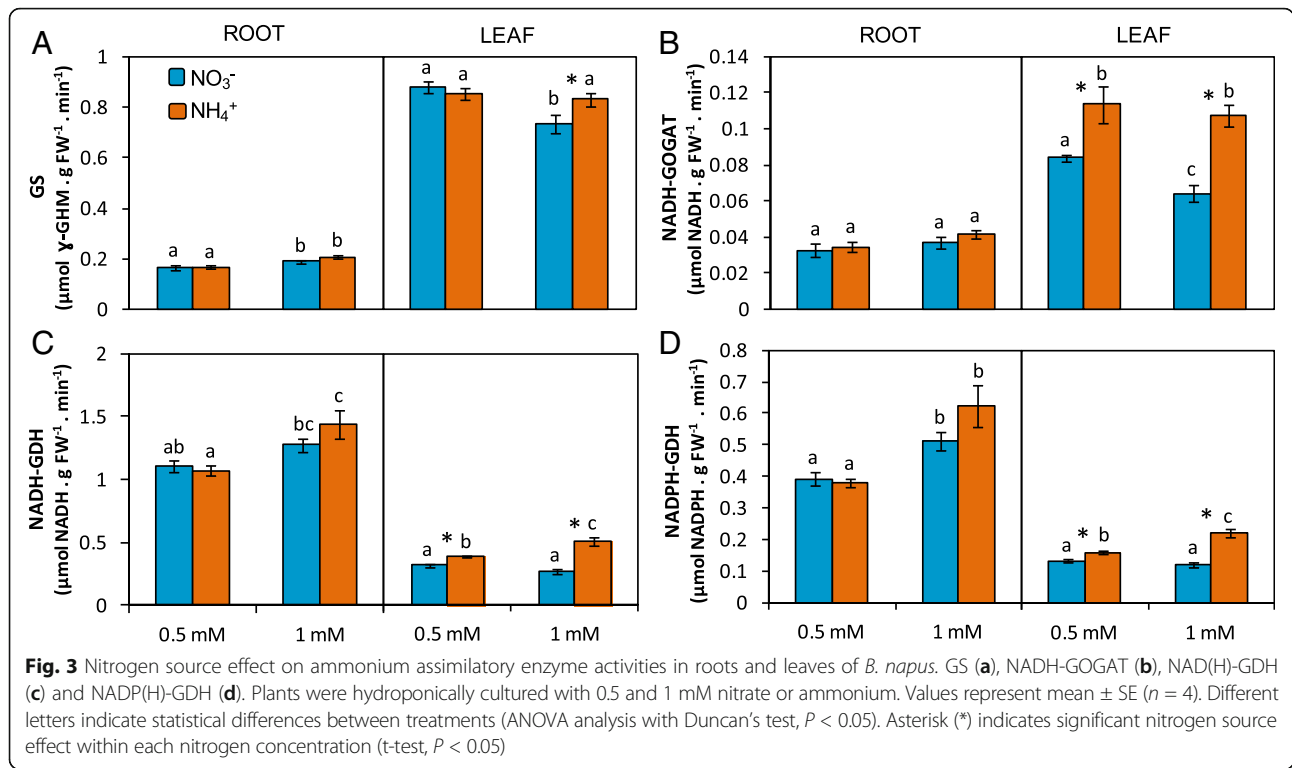 A
ROOT
LEAF
GS
(µmol γ-GHM . g FW⁻¹ . min⁻¹)
1
0.8
0.6
0.4
0.2
0
NO₃⁻
NH₄⁺
a a b b
a a b * a
B
ROOT
LEAF
NADH-GOGAT
(µmol NADH . g FW⁻¹ . min⁻¹)
0.14
0.12
0.1
0.08
0.06
0.04
0.02
0
a a a a
a * b c * b
C
NADH-GDH
(µmol NADH . g FW⁻¹ . min⁻¹)
2
1.5
1
0.5
0
ab a bc c
a * b a * c
0.5 mM 1 mM 0.5 mM 1 mM
D
NADPH-GDH
(µmol NADPH . g FW⁻¹ . min⁻¹)
0.8
0.7
0.6
0.5
0.4
0.3
0.2
0.1
0
a a b b
a * b a * c
0.5 mM 1 mM 0.5 mM 1 mM
Fig. 3 Nitrogen source effect on ammonium assimilatory enzyme activities in roots and leaves of B. napus. GS (a), NADH-GOGAT (b), NAD(H)-GDH
(c) and NADP(H)-GDH (d). Plants were hydroponically cultured with 0.5 and 1 mM nitrate or ammonium. Values represent mean ± SE (n = 4). Different
letters indicate statistical differences between treatments (ANOVA analysis with Duncan's test, P < 0.05). Asterisk (*) indicates significant nitrogen source
effect within each nitrogen concentration (t-test, P < 0.05)